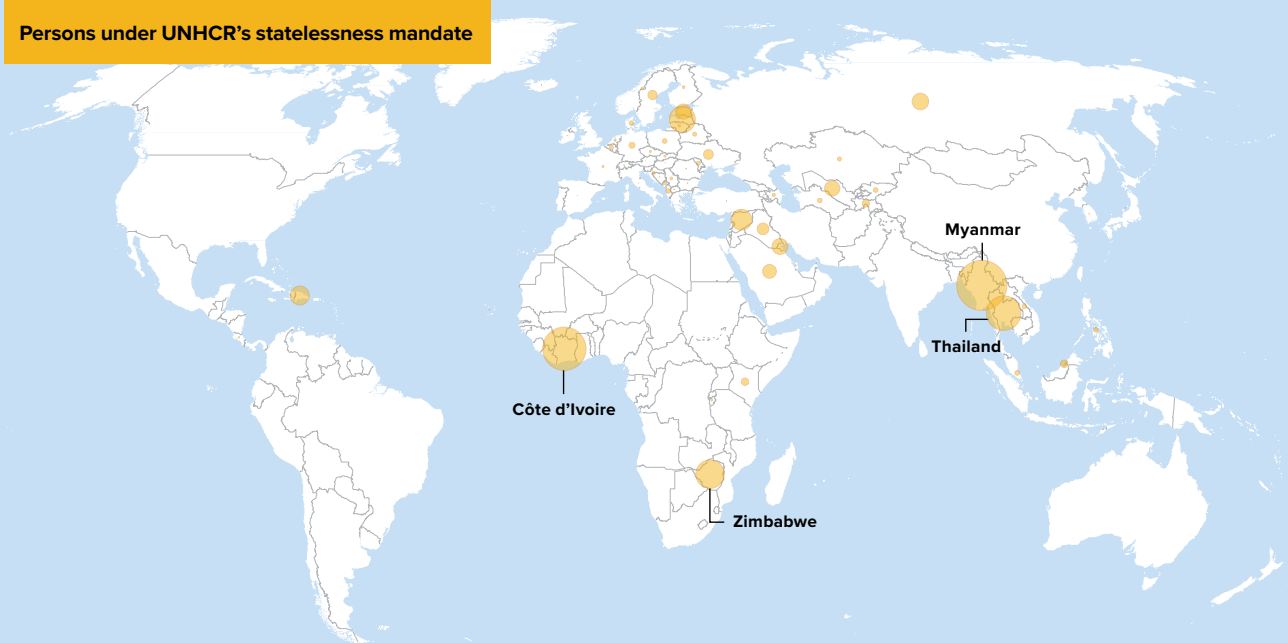 Persons under UNHCR’s statelessness mandate
Myanmar
Thailand
Côte d’Ivoire
Zimbabwe